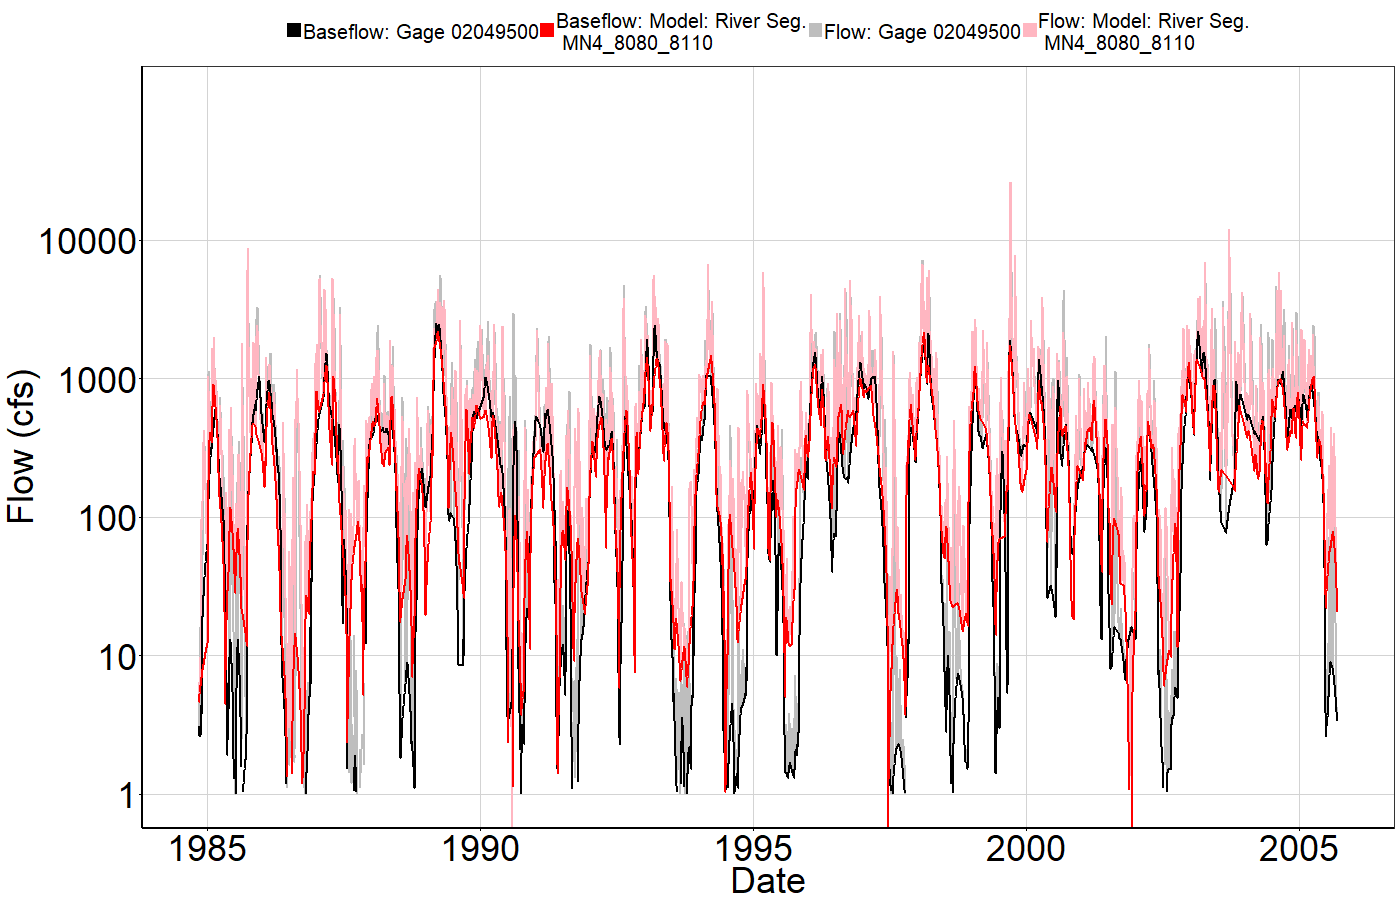 Baseflow: Gage 02049500 Baseflow: Model: River Seg. Flow: Gage 02049500 Flow: Model: River Seg.
MN4_8080_8110 MN4_8080_8110
Flow (cfs)
10000
1000
100
10
1
1985 1990 1995 2000 2005
Date